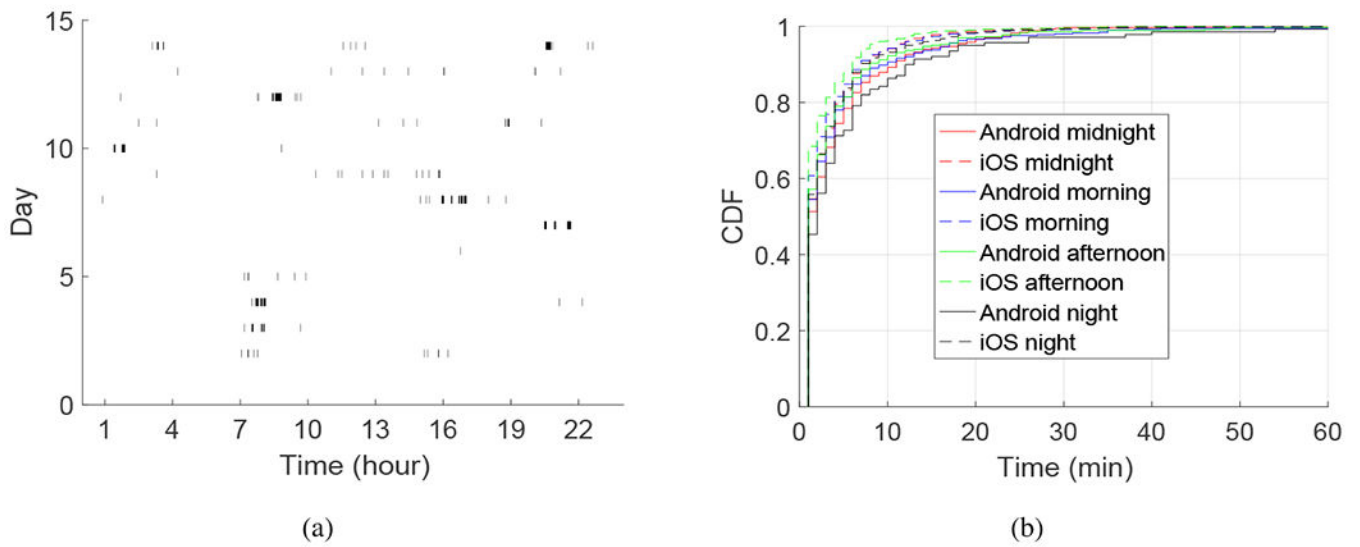 15
10
5
0
Day
1 4 7 10 13 16 19 22
Time (hour)
(a)
1
0.8
0.6
0.4
0.2
0
CDF
Android midnight
iOS midnight
Android morning
iOS morning
Android afternoon
iOS afternoon
Android night
iOS night
0 10 20 30 40 50 60
Time (min)
(b)